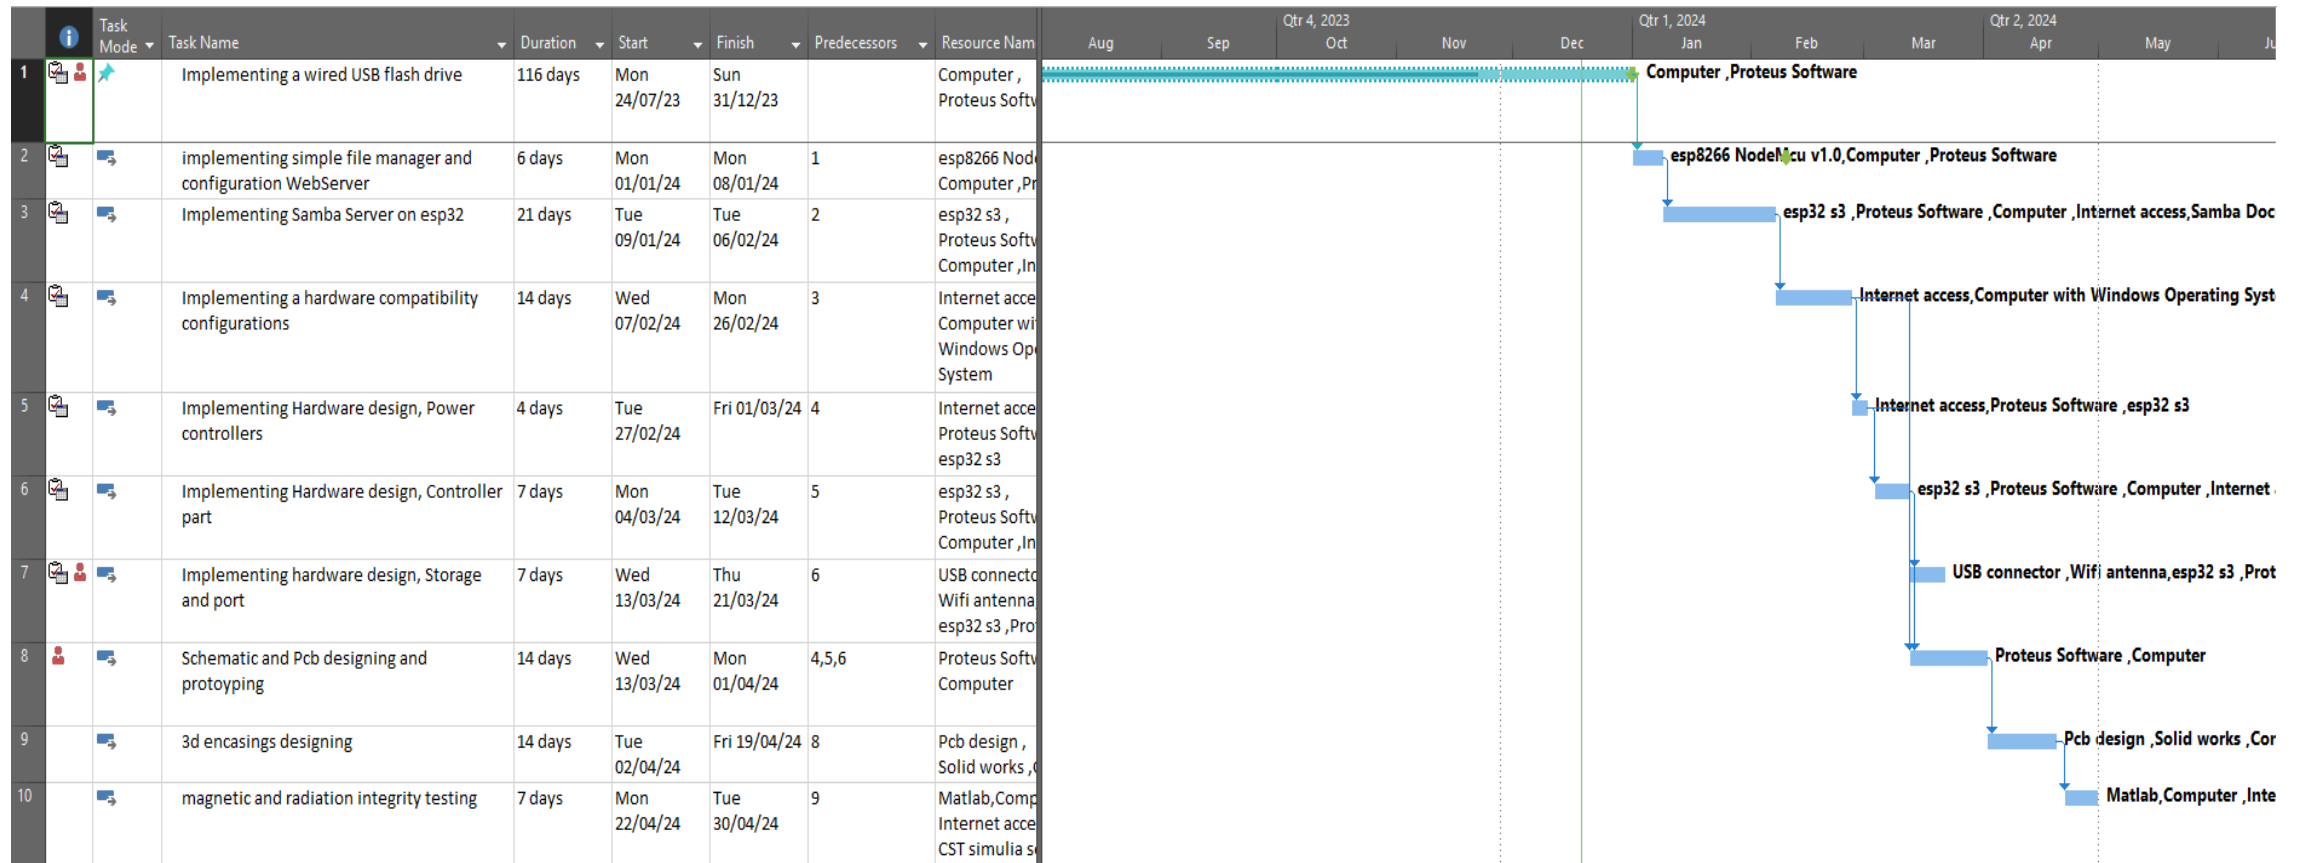 Qtr 4, 2023 Qtr 1, 2024 Qtr 2, 2024
Task
Mode Task Name Duration Start Finish Predecessors Resource Nam Aug Sep Oct Nov Dec Jan Feb Mar Apr May Ju
1 Implementing a wired USB flash drive 116 days Mon Sun Computer , Computer ,Proteus Software
24/07/23 31/12/23 Proteus Softw
2 implementing simple file manager and 6 days Mon Mon 1 esp8266 Node esp8266 NodeMcu v1.0,Computer ,Proteus Software
configuration WebServer 01/01/24 08/01/24 Computer ,Pr
3 Implementing Samba Server on esp32 21 days Tue Tue 2 esp32 s3 , esp32 s3 ,Proteus Software ,Computer ,Internet access,Samba Doc
09/01/24 06/02/24 Proteus Softw
Computer ,In
4 Implementing a hardware compatibility 14 days Wed Mon 3 Internet acce Internet access,Computer with Windows Operating Syst
configurations 07/02/24 26/02/24 Computer wi
Windows Ope
System
5 Implementing Hardware design, Power 4 days Tue Fri 01/03/24 4 Internet acce Internet access,Proteus Software ,esp32 s3
controllers 27/02/24 Proteus Softw
esp32 s3
6 Implementing Hardware design, Controller 7 days Mon Tue 5 esp32 s3 , esp32 s3 ,Proteus Software ,Computer ,Internet
part 04/03/24 12/03/24 Proteus Softw
Computer ,In
7 Implementing hardware design, Storage 7 days Wed Thu 6 USB connecto USB connector ,Wifi antenna,esp32 s3 ,Prot
and port 13/03/24 21/03/24 Wifi antenna,
esp32 s3 ,Pro
8 Schematic and Pcb designing and 14 days Wed Mon 4,5,6 Proteus Softw Proteus Software ,Computer
protoyping 13/03/24 01/04/24 Computer
9 3d encasings designing 14 days Tue Fri 19/04/24 8 Pcb design , Pcb design ,Solid works ,Cor
02/04/24 Solid works ,
10 magnetic and radiation integrity testing 7 days Mon Tue 9 Matlab,Comp Matlab,Computer ,Inte
22/04/24 30/04/24 Internet acce
CST simulia s